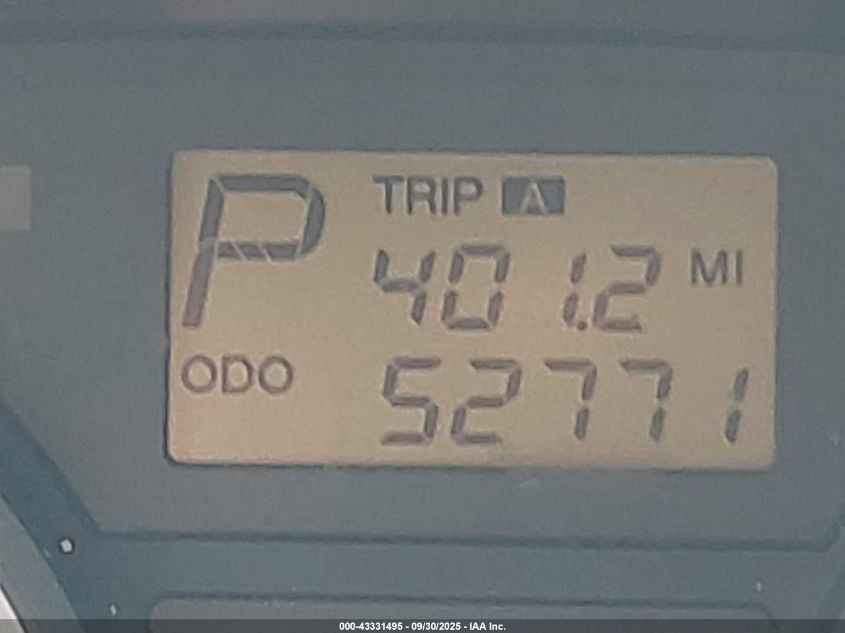 P
TRIP A
401.2 MI
ODO 52771
000-43331495 - 09/30/2025 - IAA Inc.